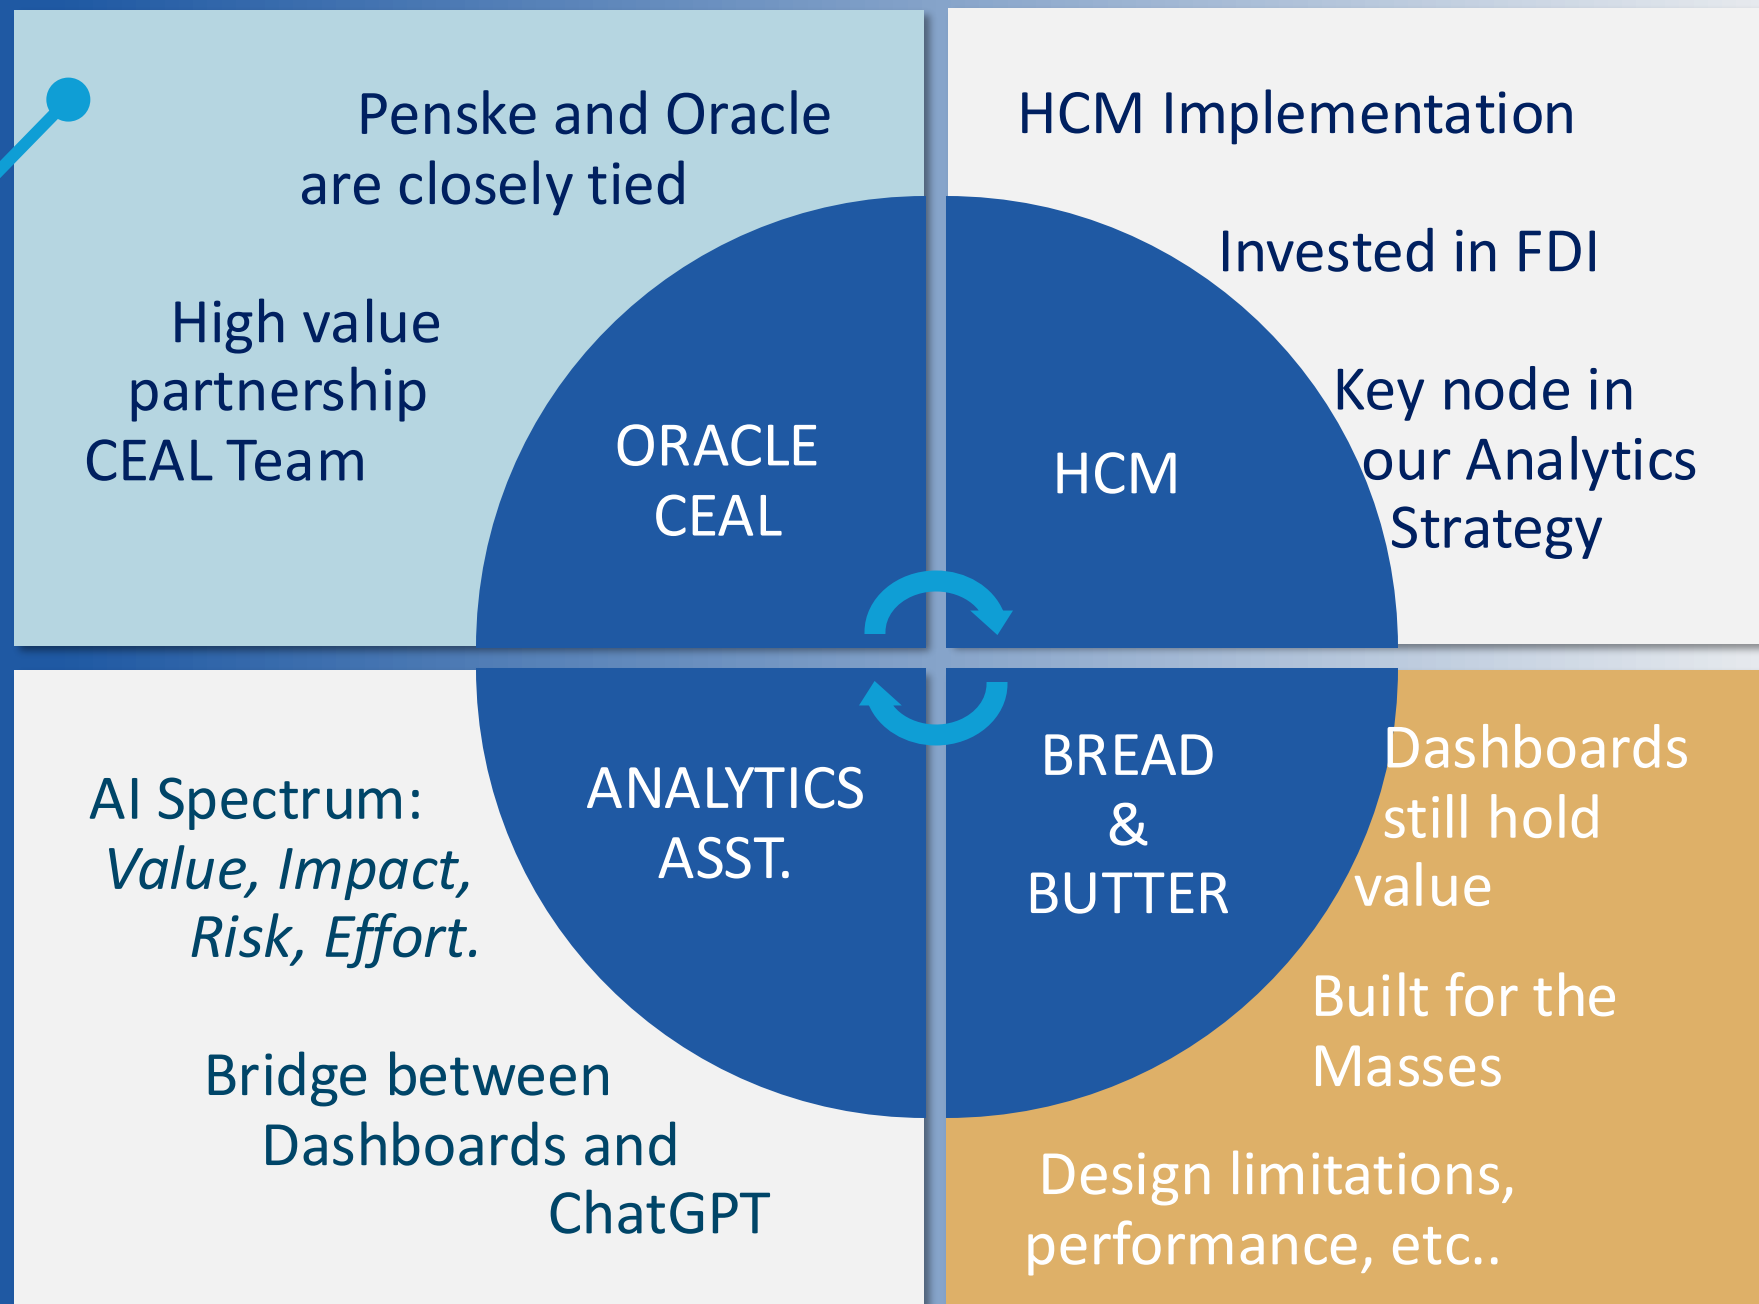 Penske and Oracle
are closely tied
High value
partnership
CEAL Team
ORACLE
CEAL
HCM Implementation
Invested in FDI
Key node in
our Analytics
Strategy
HCM
AI Spectrum:
Value, Impact,
Risk, Effort.
Bridge between
Dashboards and
ChatGPT
ANALYTICS
ASST.
BREAD
&
BUTTER
Dashboards
still hold
value
Built for the
Masses
Design limitations,
performance, etc..